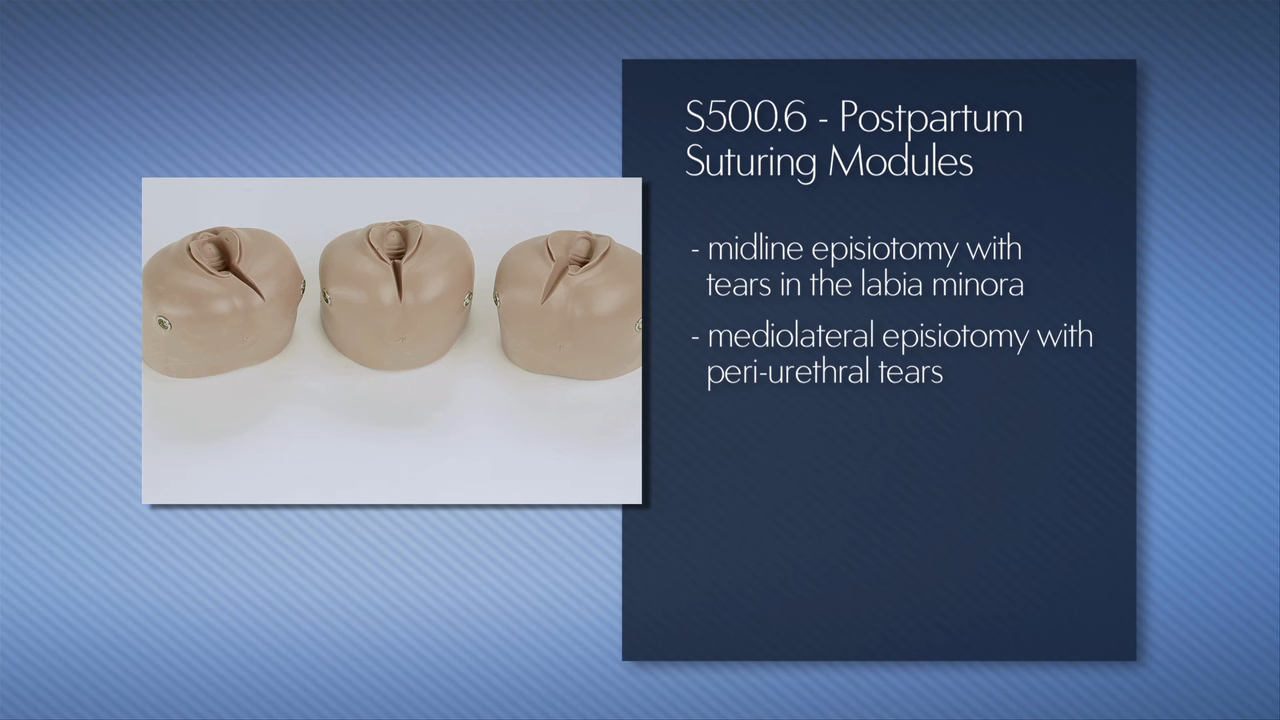 S500.6 - Postpartum
Suturing Modules
- midline episiotomy with
tears in the labia minora
- mediolateral episiotomy with
peri-urethral tears